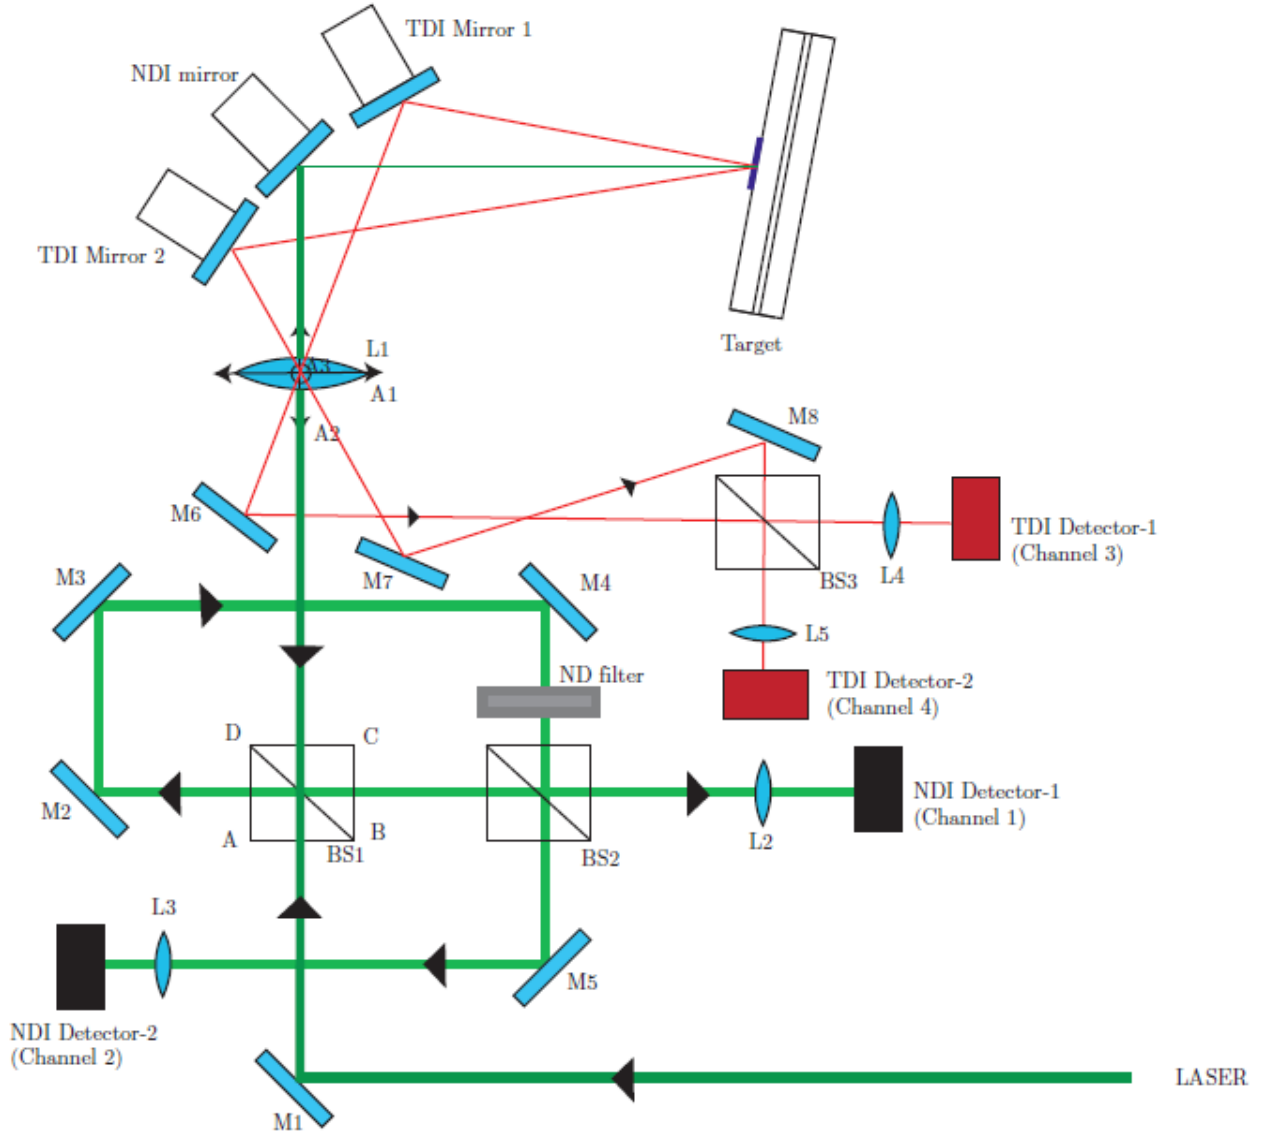 TDI Mirror 1
NDI mirror
TDI Mirror 2
Target
L1
A1
A2
M8
M6
M7
BS3
L4
TDI Detector-1
(Channel 3)
M3
M4
L5
ND filter
TDI Detector-2
(Channel 4)
D
C
M2
A
B
BS1
BS2
L2
NDI Detector-1
(Channel 1)
L3
M5
NDI Detector-2
(Channel 2)
M1
LASER